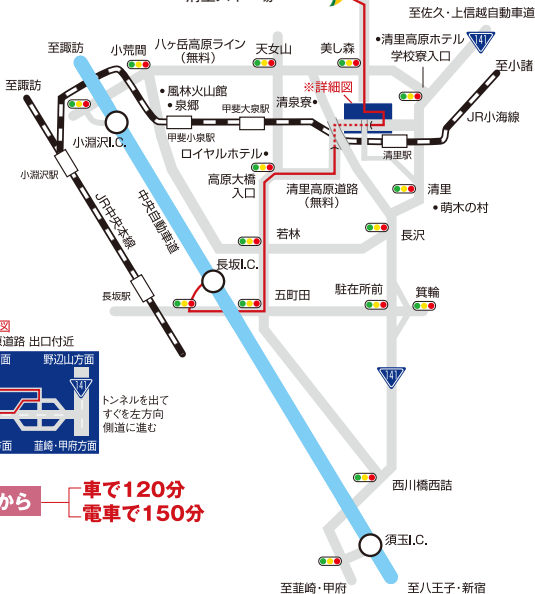 至佐久・上信越自動車道
至諏訪
小荒間
八ヶ岳高原ライン
(無料)
天女山
美し森
•清里高原ホテル
学校寮入口
141
至諏訪
•風林火山館
•泉郷
甲斐大泉駅
清泉寮•
※詳細図
至小諸
JR小海線
小淵沢I.C.
甲斐小泉駅
ロイヤルホテル•
清里駅
小淵沢駅
高原大橋
入口
清里高原道路
(無料)
清里
•萌木の村
JR中央本線
中央自動車道
若林
長沢
長坂I.C.
長坂駅
五町田
駐在所前
箕輪
図
道路 出口付近
面
野辺山方面
141
トンネルを出て
すぐを左方向
側道に進む
方面
韮崎・甲府方面
141
から
車で120分
電車で150分
西川橋西詰
須玉I.C.
至韮崎・甲府
至八王子・新宿